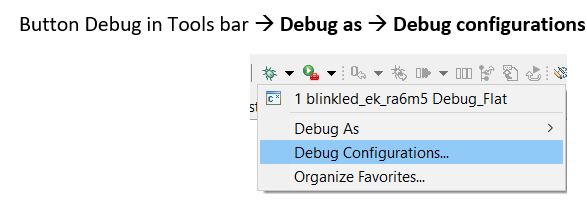 Button Debug in Tools bar → Debug as → Debug configurations
1 blinkled_ek_ra6m5 Debug_Flat
Debug As
Debug Configurations...
Organize Favorites...